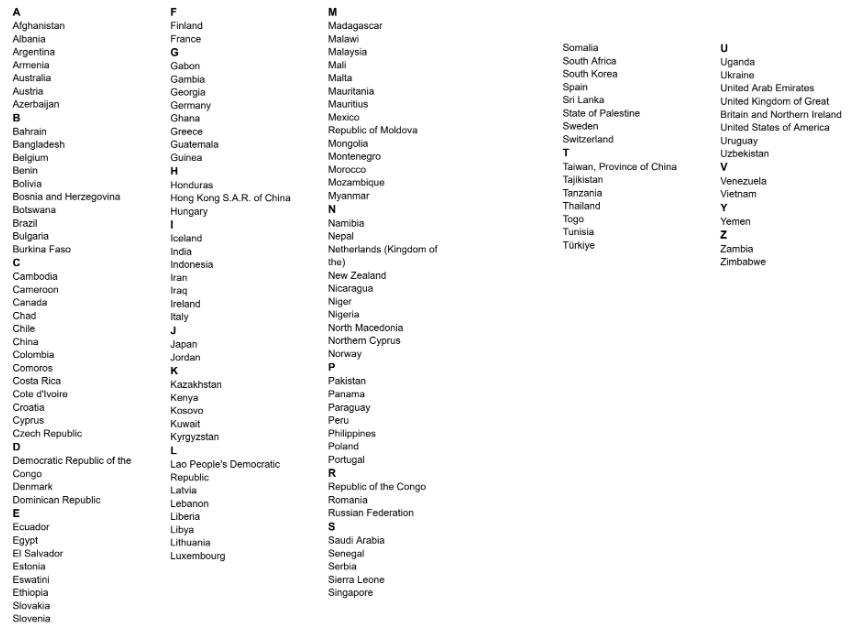 A
Afghanistan
Albania
Argentina
Armenia
Australia
Austria
Azerbaijan
B
Bahrain
Bangladesh
Belgium
Benin
Bolivia
Bosnia and Herzegovina
Botswana
Brazil
Bulgaria
Burkina Faso
C
Cambodia
Cameroon
Canada
Chad
Chile
China
Colombia
Comoros
Costa Rica
Cote d'Ivoire
Croatia
Cyprus
Czech Republic
D
Democratic Republic of the
Congo
Denmark
Dominican Republic
E
Ecuador
Egypt
El Salvador
Estonia
Eswatini
Ethiopia
Slovakia
Slovenia
F
Finland
France
G
Gabon
Gambia
Georgia
Germany
Ghana
Greece
Guatemala
Guinea
H
Honduras
Hong Kong S.A.R. of China
Hungary
I
Iceland
India
Indonesia
Iran
Iraq
Ireland
Italy
J
Japan
Jordan
K
Kazakhstan
Kenya
Kosovo
Kuwait
Kyrgyzstan
L
Lao People's Democratic
Republic
Latvia
Lebanon
Liberia
Libya
Lithuania
Luxembourg
M
Madagascar
Malawi
Malaysia
Mali
Malta
Mauritania
Mauritius
Mexico
Republic of Moldova
Mongolia
Montenegro
Morocco
Mozambique
Myanmar
N
Namibia
Nepal
Netherlands (Kingdom of
the)
New Zealand
Nicaragua
Niger
Nigeria
North Macedonia
Northern Cyprus
Norway
P
Pakistan
Panama
Paraguay
Peru
Philippines
Poland
Portugal
R
Republic of the Congo
Romania
Russian Federation
S
Saudi Arabia
Senegal
Serbia
Sierra Leone
Singapore
Somalia
South Africa
South Korea
Spain
Sri Lanka
State of Palestine
Sweden
Switzerland
T
Taiwan, Province of China
Tajikistan
Tanzania
Thailand
Togo
Tunisia
Türkiye
U
Uganda
Ukraine
United Arab Emirates
United Kingdom of Great
Britain and Northern Ireland
United States of America
Uruguay
Uzbekistan
V
Venezuela
Vietnam
Y
Yemen
Z
Zambia
Zimbabwe